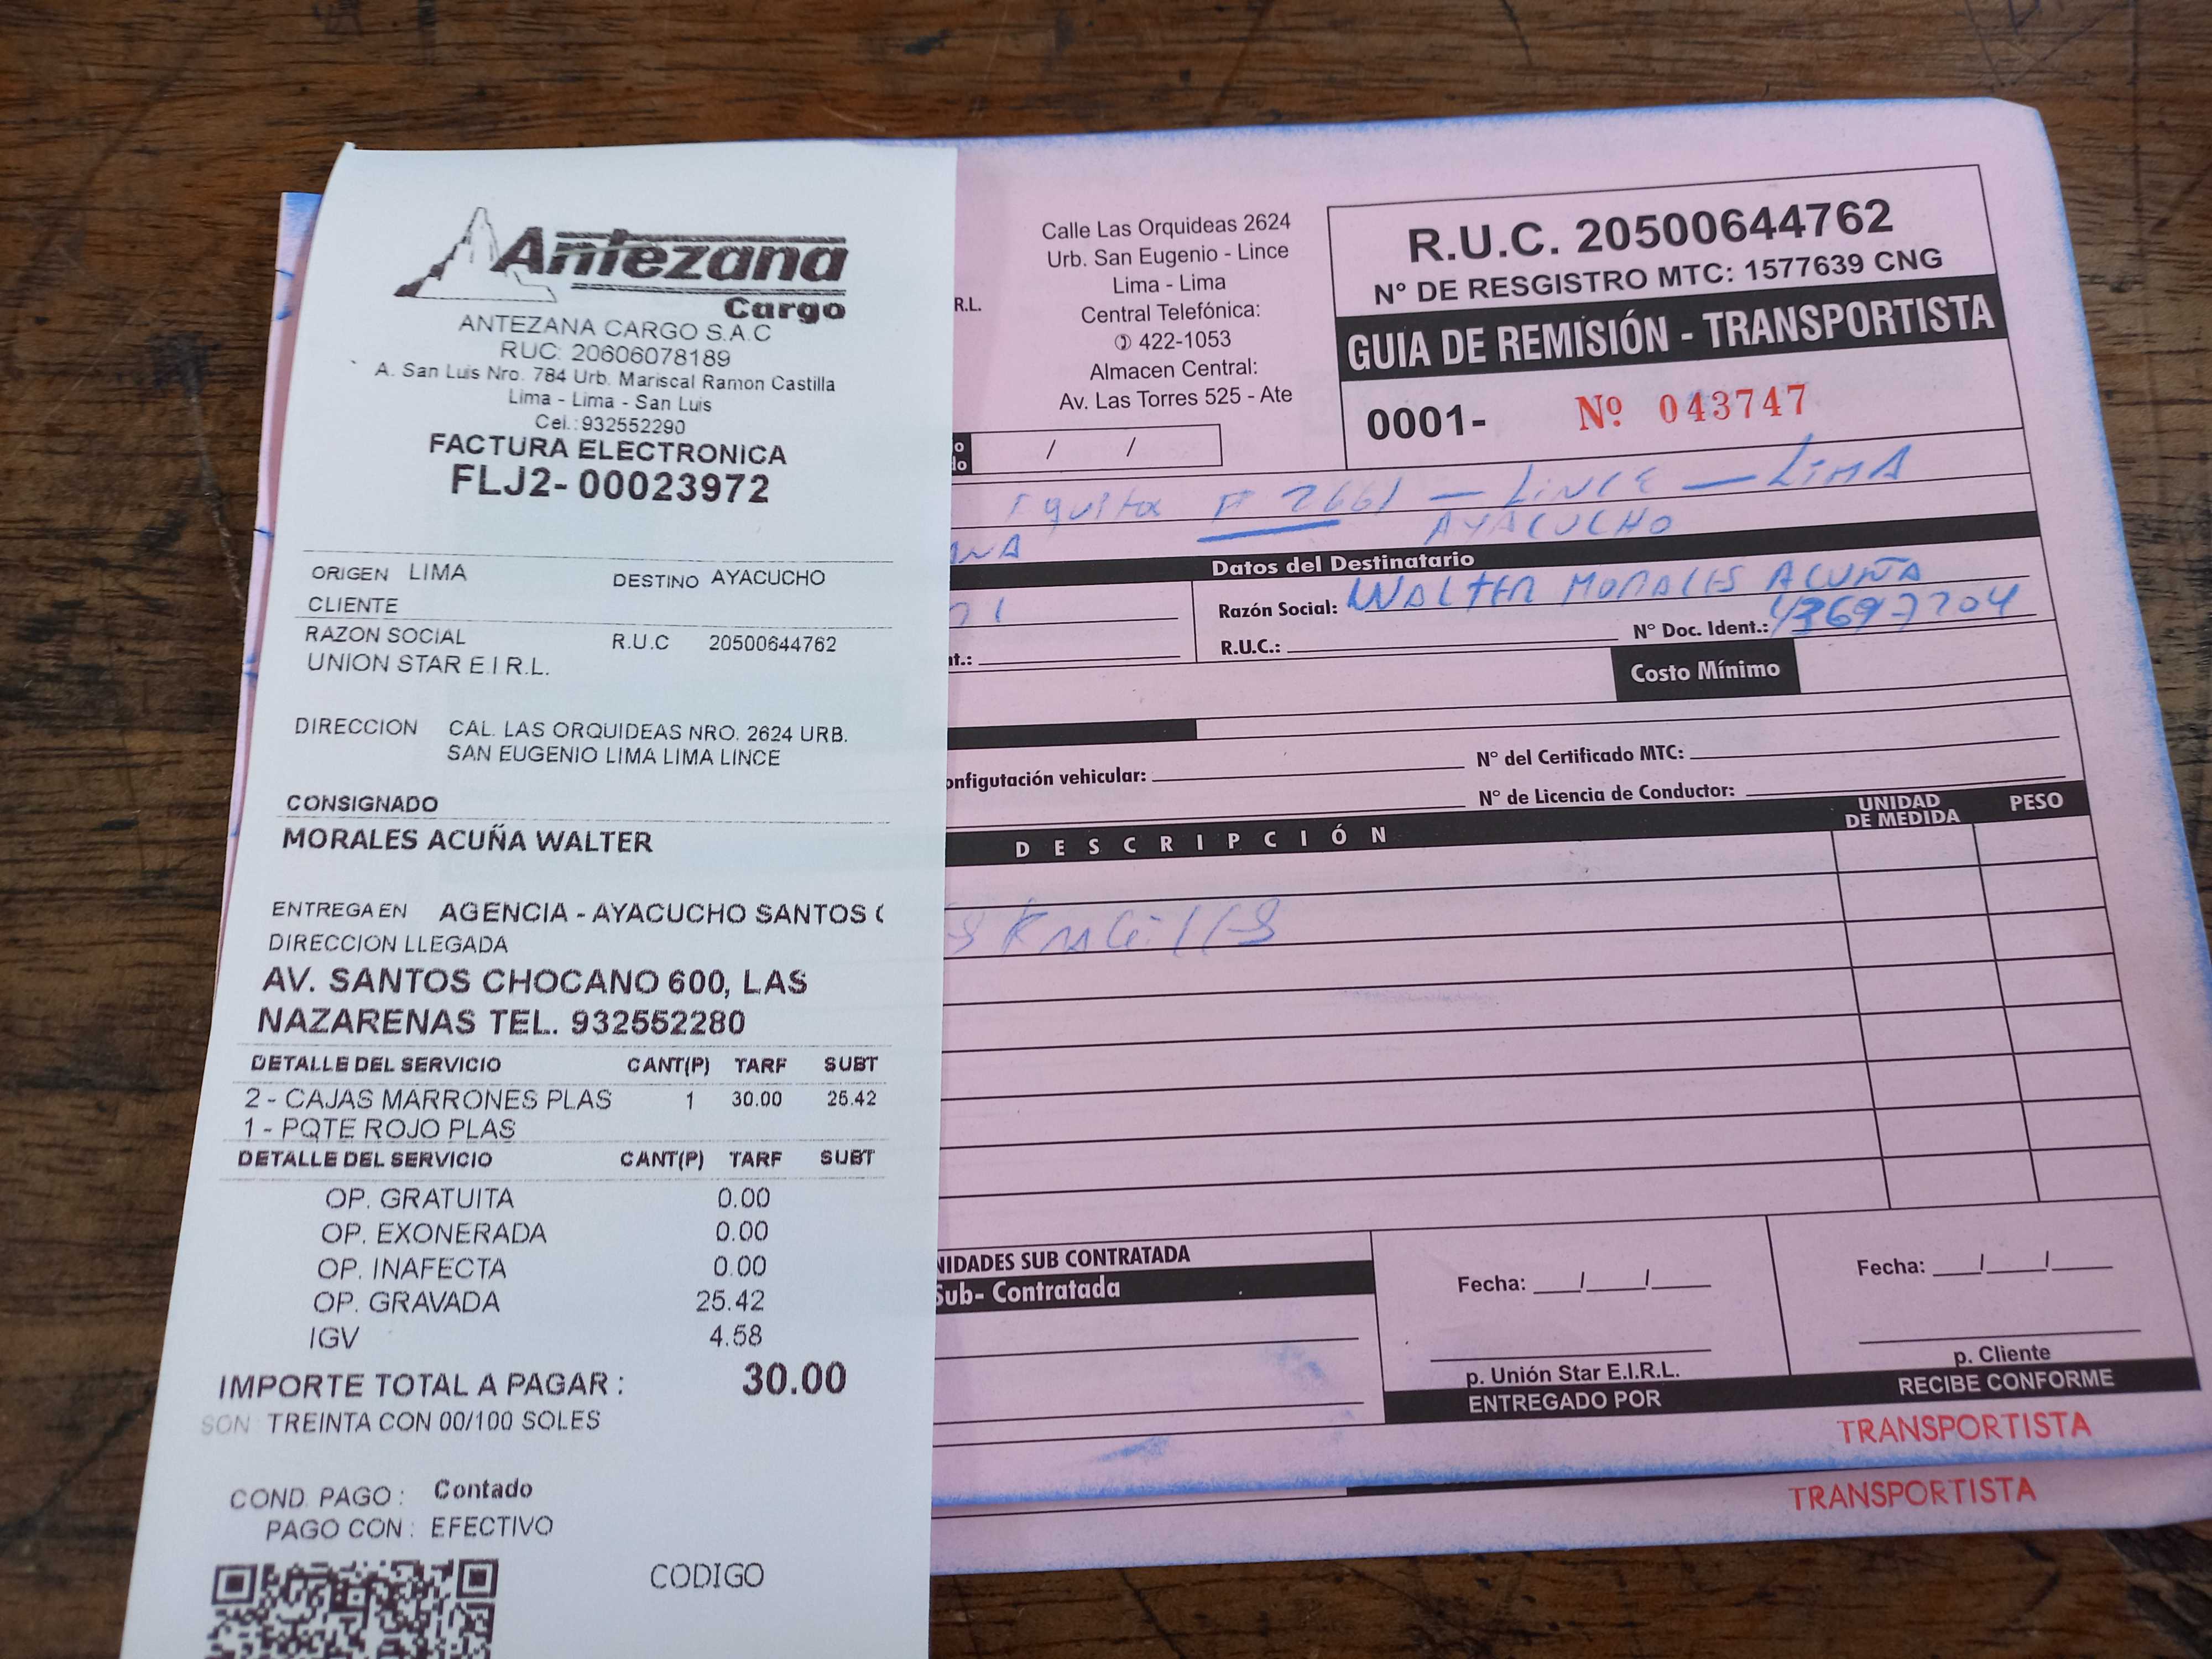 Antezana
Cargo
ANTEZANA CARGO S.A.C
RUC: 20606078189
A. San Luis Nro. 784 Urb. Mariscal Ramon Castilla
Lima - Lima - San Luis
Cel.:932552290
FACTURA ELECTRONICA
FLJ2- 00023972
ORIGEN LIMA DESTINO AYACUCHO
CLIENTE
RAZON SOCIAL R.U.C 20500644762
UNION STAR E.I.R.L.
DIRECCION CAL. LAS ORQUIDEAS NRO. 2624 URB.
SAN EUGENIO LIMA LIMA LINCE
CONSIGNADO
MORALES ACUÑA WALTER
ENTREGA EN AGENCIA - AYACUCHO SANTOS C
DIRECCION LLEGADA
AV. SANTOS CHOCANO 600, LAS
NAZARENAS TEL. 932552280
DETALLE DEL SERVICIO CANT(P) TARF SUBT
2 - CAJAS MARRONES PLAS 1 30.00 25.42
1 - PQTE ROJO PLAS
DETALLE DEL SERVICIO CANT(P) TARF SUBT
OP. GRATUITA 0.00
OP. EXONERADA 0.00
OP. INAFECTA 0.00
OP. GRAVADA 25.42
IGV 4.58
IMPORTE TOTAL A PAGAR : 30.00
SON TREINTA CON 00/100 SOLES
COND. PAGO : Contado
PAGO CON : EFECTIVO
CODIGO
R.L.
Calle Las Orquideas 2624
Urb. San Eugenio - Lince
Lima - Lima
Central Telefónica:
422-1053
Almacen Central:
Av. Las Torres 525 - Ate
R.U.C. 20500644762
N° DE RESGISTRO MTC: 1577639 CNG
GUIA DE REMISIÓN - TRANSPORTISTA
0001- Nº 043747
/ /
# 2661 — LINCE — LIMA
AYACUCHO
Datos del Destinatario
Razón Social: WALTER MORALES ACUÑA
R.U.C.: N° Doc. Ident.: 43697704
nt.:
Costo Mínimo
onfigutación vehicular: N° del Certificado MTC:
N° de Licencia de Conductor:
DESCRIPCIÓN UNIDAD DE MEDIDA PESO
NIDADES SUB CONTRATADA
Sub- Contratada
Fecha: __/__/__
p. Unión Star E.I.R.L.
ENTREGADO POR
Fecha: __/__/__
p. Cliente
RECIBE CONFORME
TRANSPORTISTA
TRANSPORTISTA